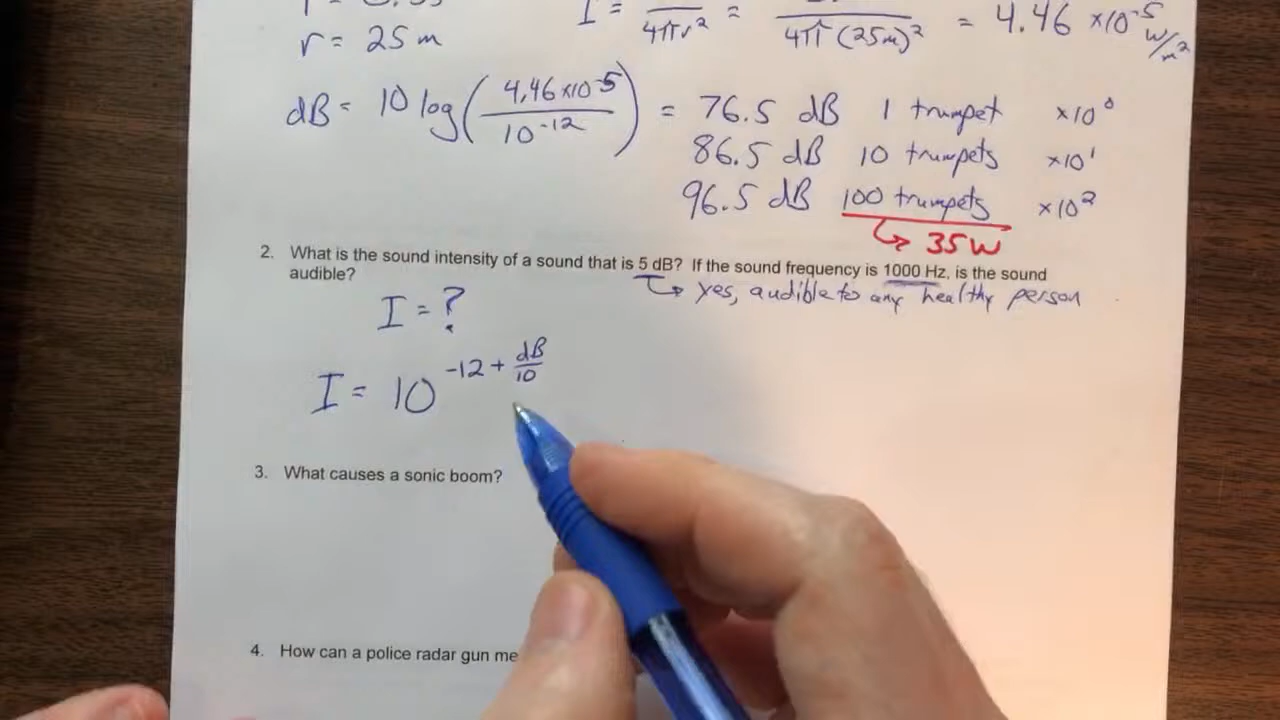 I = = = 4.46 ×10⁻⁵ W/m²
4πr² 4π(25m)²
r = 25 m
dB = 10 log( 4.46×10⁻⁵ / 10⁻¹² ) = 76.5 dB 1 trumpet ×10⁰
86.5 dB 10 trumpets ×10¹
96.5 dB 100 trumpets ×10²
↳ 35W
2. What is the sound intensity of a sound that is 5 dB? If the sound frequency is 1000 Hz, is the sound
audible?
↳ yes, audible to any healthy person
I = ?
I = 10^(-12 + dB/10)
3. What causes a sonic boom?
4. How can a police radar gun me